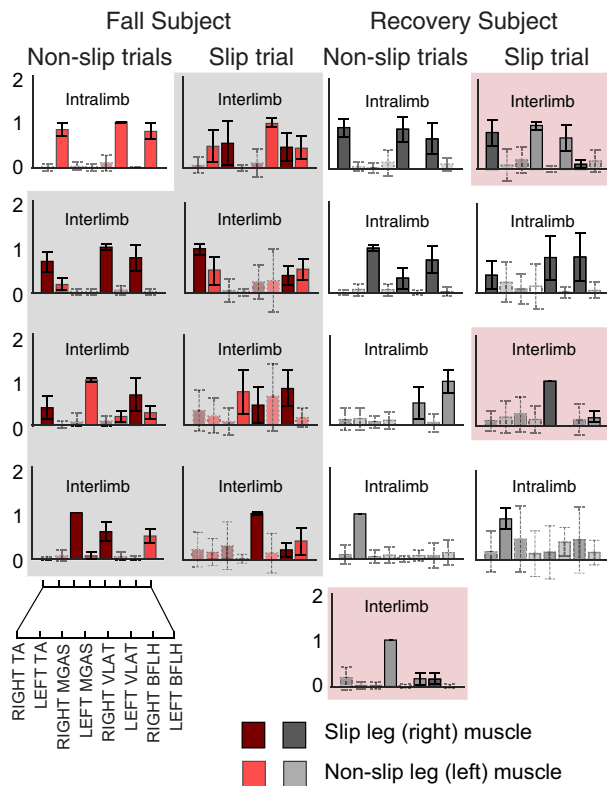 Fall Subject Recovery Subject
Non-slip trials Slip trial Non-slip trials Slip trial
2 Intralimb Interlimb Intralimb Interlimb
1
0
2 Interlimb Interlimb Intralimb Intralimb
1
0
2 Interlimb Interlimb Intralimb Interlimb
1
0
2 Interlimb Interlimb Intralimb Intralimb
1
0
2 Interlimb
1
0
RIGHT TA
LEFT TA
RIGHT MGAS
LEFT MGAS
RIGHT VLAT
LEFT VLAT
RIGHT BFLH
LEFT BFLH
Slip leg (right) muscle
Non-slip leg (left) muscle